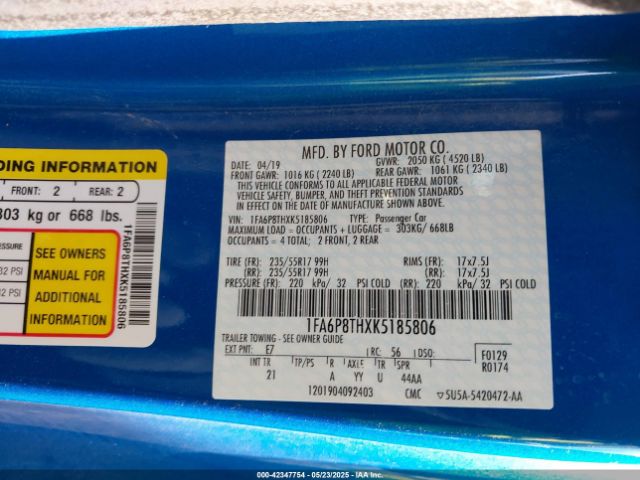 DING INFORMATION
FRONT: 2 REAR: 2
303 kg or 668 lbs.
PRESSURE
32 PSI
32 PSI
SEE OWNERS
MANUAL FOR
ADDITIONAL
INFORMATION
1FA6P8THXK5185806
MFD. BY FORD MOTOR CO.
DATE: 04/19 GVWR: 2050 KG (4520 LB)
FRONT GAWR: 1016 KG (2240 LB) REAR GAWR: 1061 KG (2340 LB)
THIS VEHICLE CONFORMS TO ALL APPLICABLE FEDERAL MOTOR
VEHICLE SAFETY, BUMPER, AND THEFT PREVENTION STANDARDS
IN EFFECT ON THE DATE OF MANUFACTURE SHOWN ABOVE.
VIN: 1FA6P8THXK5185806 TYPE: Passenger Car
MAXIMUM LOAD = OCCUPANTS + LUGGAGE = 303KG/ 668LB
OCCUPANTS = 4 TOTAL; 2 FRONT, 2 REAR
TIRE (FR): 235/55R17 99H RIMS (FR): 17x7.5J
(RR): 235/55R17 99H (RR): 17x7.5J
PRESSURE (FR): 220 kPa/ 32 PSI COLD (RR): 220 kPa/ 32 PSI COLD
1FA6P8THXK5185806
TRAILER TOWING - SEE OWNER GUIDE
EXT PNT: E7 RC: 56 DSO: F0129
INT TR TP/PS R AXLE TR SPR R0174
21 A YY U 44AA
1201904092403 CMC ▽5U5A-5420472-AA
000-42347754 - 05/23/2025 - IAAI.COM